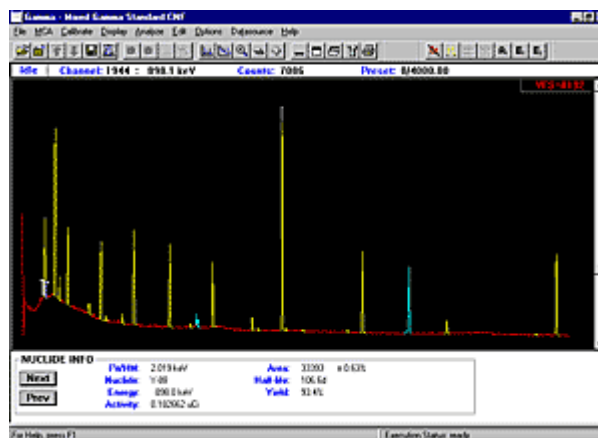 Gamma - Mixed Gamma Standard.CNF
File MCA Calibrate Display Analyze Edit Options Datasource Help
Idle Channel: 1944 : 898.1 keV Counts: 7086 Preset: 0/4000.00
NUCLIDE INFO
Next
Prev
FWHM: 2.019 keV Area: 33393 ± 0.63%
Nuclide: Y-88 Half-life: 106.6d
Energy: 898.0 keV Yield: 93.4%
Activity: 0.102662 uCi
For Help, press F1 Execution Status: ready